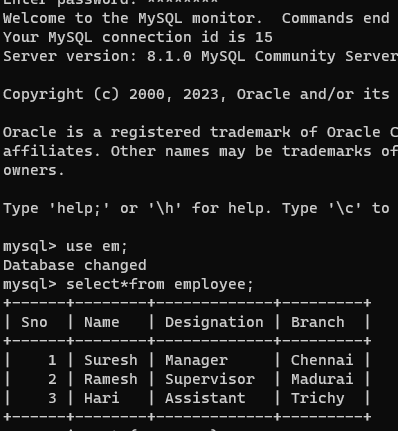 Enter password: ********
Welcome to the MySQL monitor.  Commands end
Your MySQL connection id is 15
Server version: 8.1.0 MySQL Community Server
Copyright (c) 2000, 2023, Oracle and/or its
Oracle is a registered trademark of Oracle C
affiliates. Other names may be trademarks of
owners.
Type 'help;' or '\h' for help. Type '\c' to
mysql> use em;
Database changed
mysql> select*from employee;
+------+--------+-------------+---------+
| Sno  | Name   | Designation | Branch  |
+------+--------+-------------+---------+
|    1 | Suresh | Manager     | Chennai |
|    2 | Ramesh | Supervisor  | Madurai |
|    3 | Hari   | Assistant   | Trichy  |
+------+--------+-------------+---------+